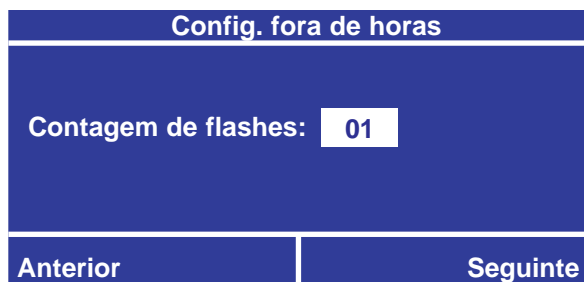 Config. fora de horas
Contagem de flashes: 01
Anterior Seguinte